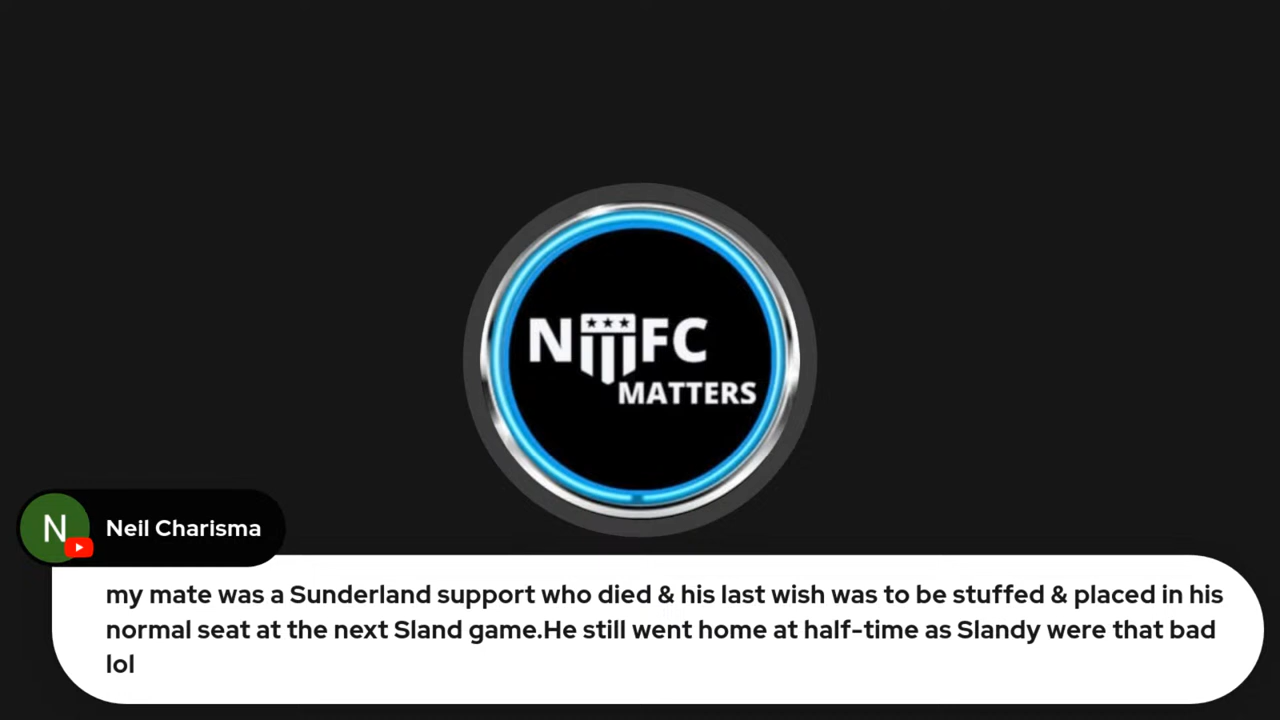 NUFC
MATTERS
N
Neil Charisma
my mate was a Sunderland support who died & his last wish was to be stuffed & placed in his
normal seat at the next Sland game.He still went home at half-time as Slandy were that bad
lol